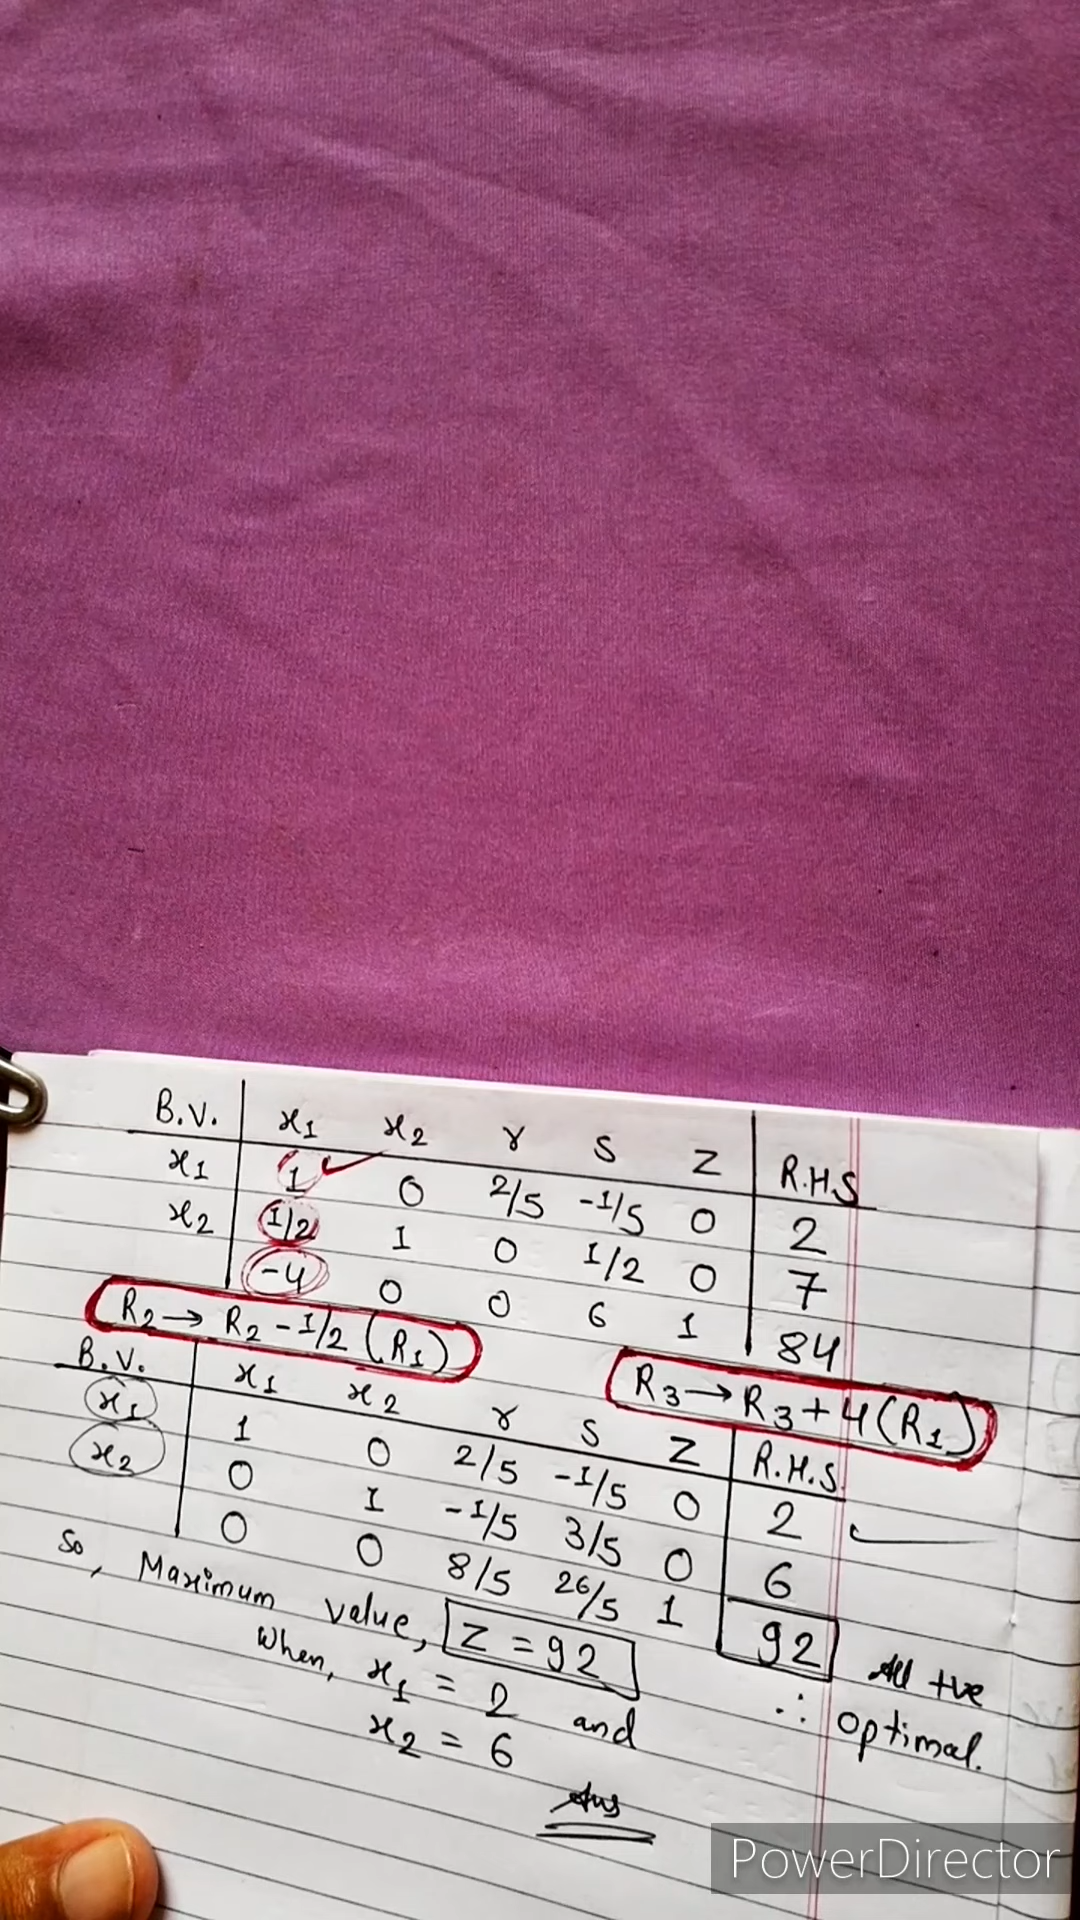 B.V. x1 x2 r s Z R.H.S
x1 1 0 2/5 -1/5 0 2
x2 1/2 1 0 1/2 0 7
-4 0 0 6 1 84
R2 → R2 - 1/2 (R1)
R3 → R3 + 4(R1)
B.V. x1 x2 r s Z R.H.S.
x1 1 0 2/5 -1/5 0 2
x2 0 1 -1/5 3/5 0 6
0 0 8/5 26/5 1 92
So, Maximum value, Z = 92
All +ve
∴ optimal.
When, x1 = 2 and
x2 = 6
Ans
PowerDirector